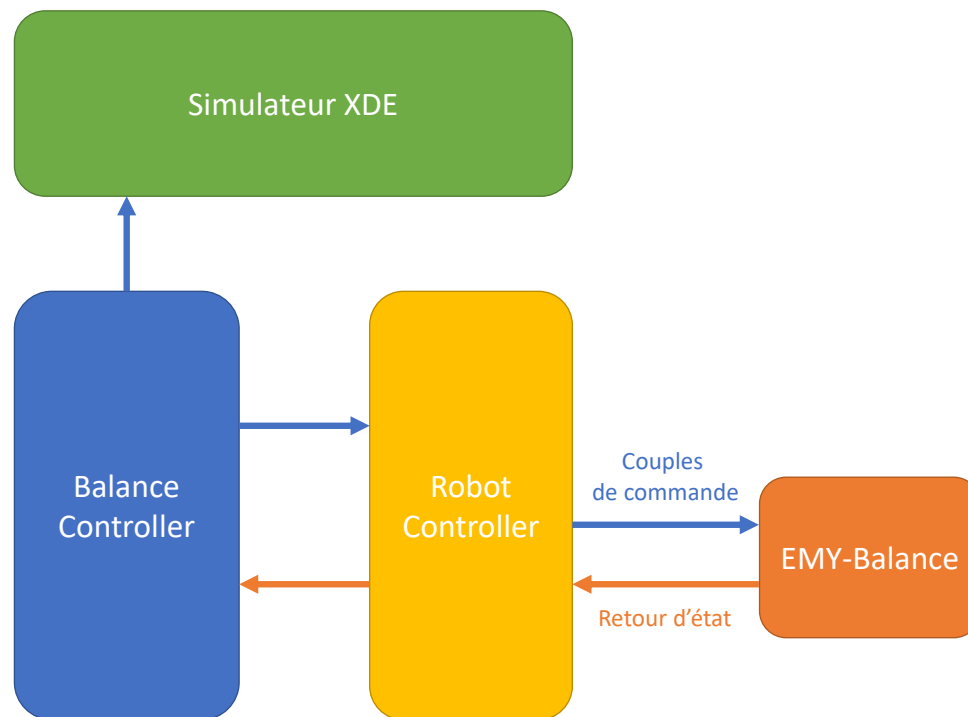 Simulateur XDE
Balance
Controller
Robot
Controller
Couples
de commande
EMY-Balance
Retour d’état